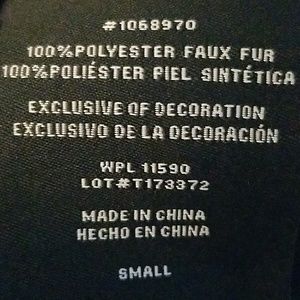 #1068970
100%POLYESTER FAUX FUR
100%POLIÉSTER PIEL SINTÉTICA
EXCLUSIVE OF DECORATION
EXCLUSIVO DE LA DECORACIÓN
WPL 11590
LOT#T173372
MADE IN CHINA
HECHO EN CHINA
SMALL